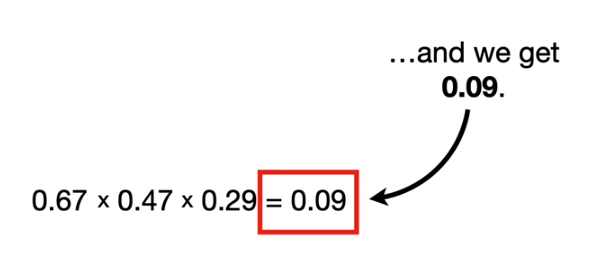 ...and we get
0.09.
0.67 x 0.47 x 0.29 = 0.09